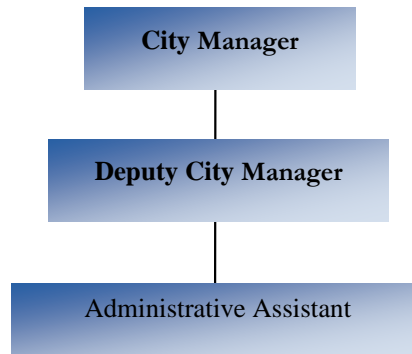 City Manager
Deputy City Manager
Administrative Assistant